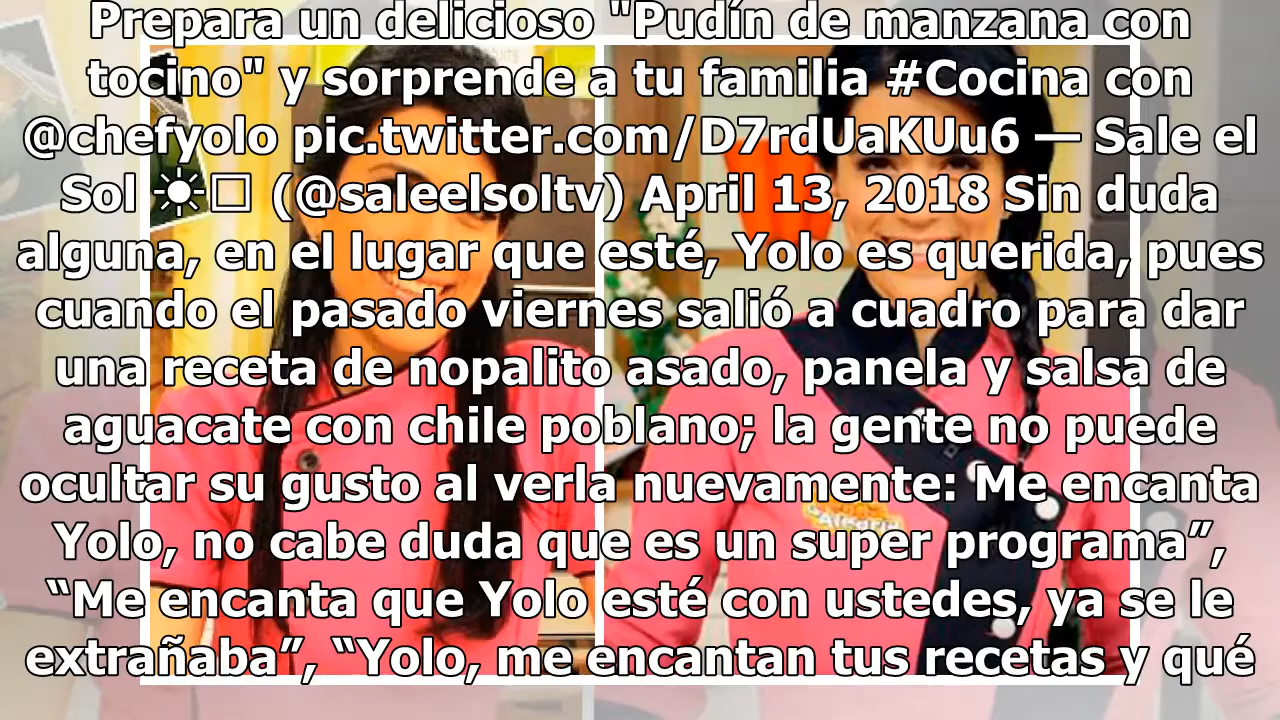 Prepara un delicioso "Pudín de manzana con
tocino" y sorprende a tu familia #Cocina con
@chefyolo pic.twitter.com/D7rdUaKUu6 — Sale el
Sol ☀□ (@saleelsoltv) April 13, 2018 Sin duda
alguna, en el lugar que esté, Yolo es querida, pues
cuando el pasado viernes salió a cuadro para dar
una receta de nopalito asado, panela y salsa de
aguacate con chile poblano; la gente no puede
ocultar su gusto al verla nuevamente: Me encanta
Yolo, no cabe duda que es un super programa”,
“Me encanta que Yolo esté con ustedes, ya se le
extrañaba”, “Yolo, me encantan tus recetas y qué